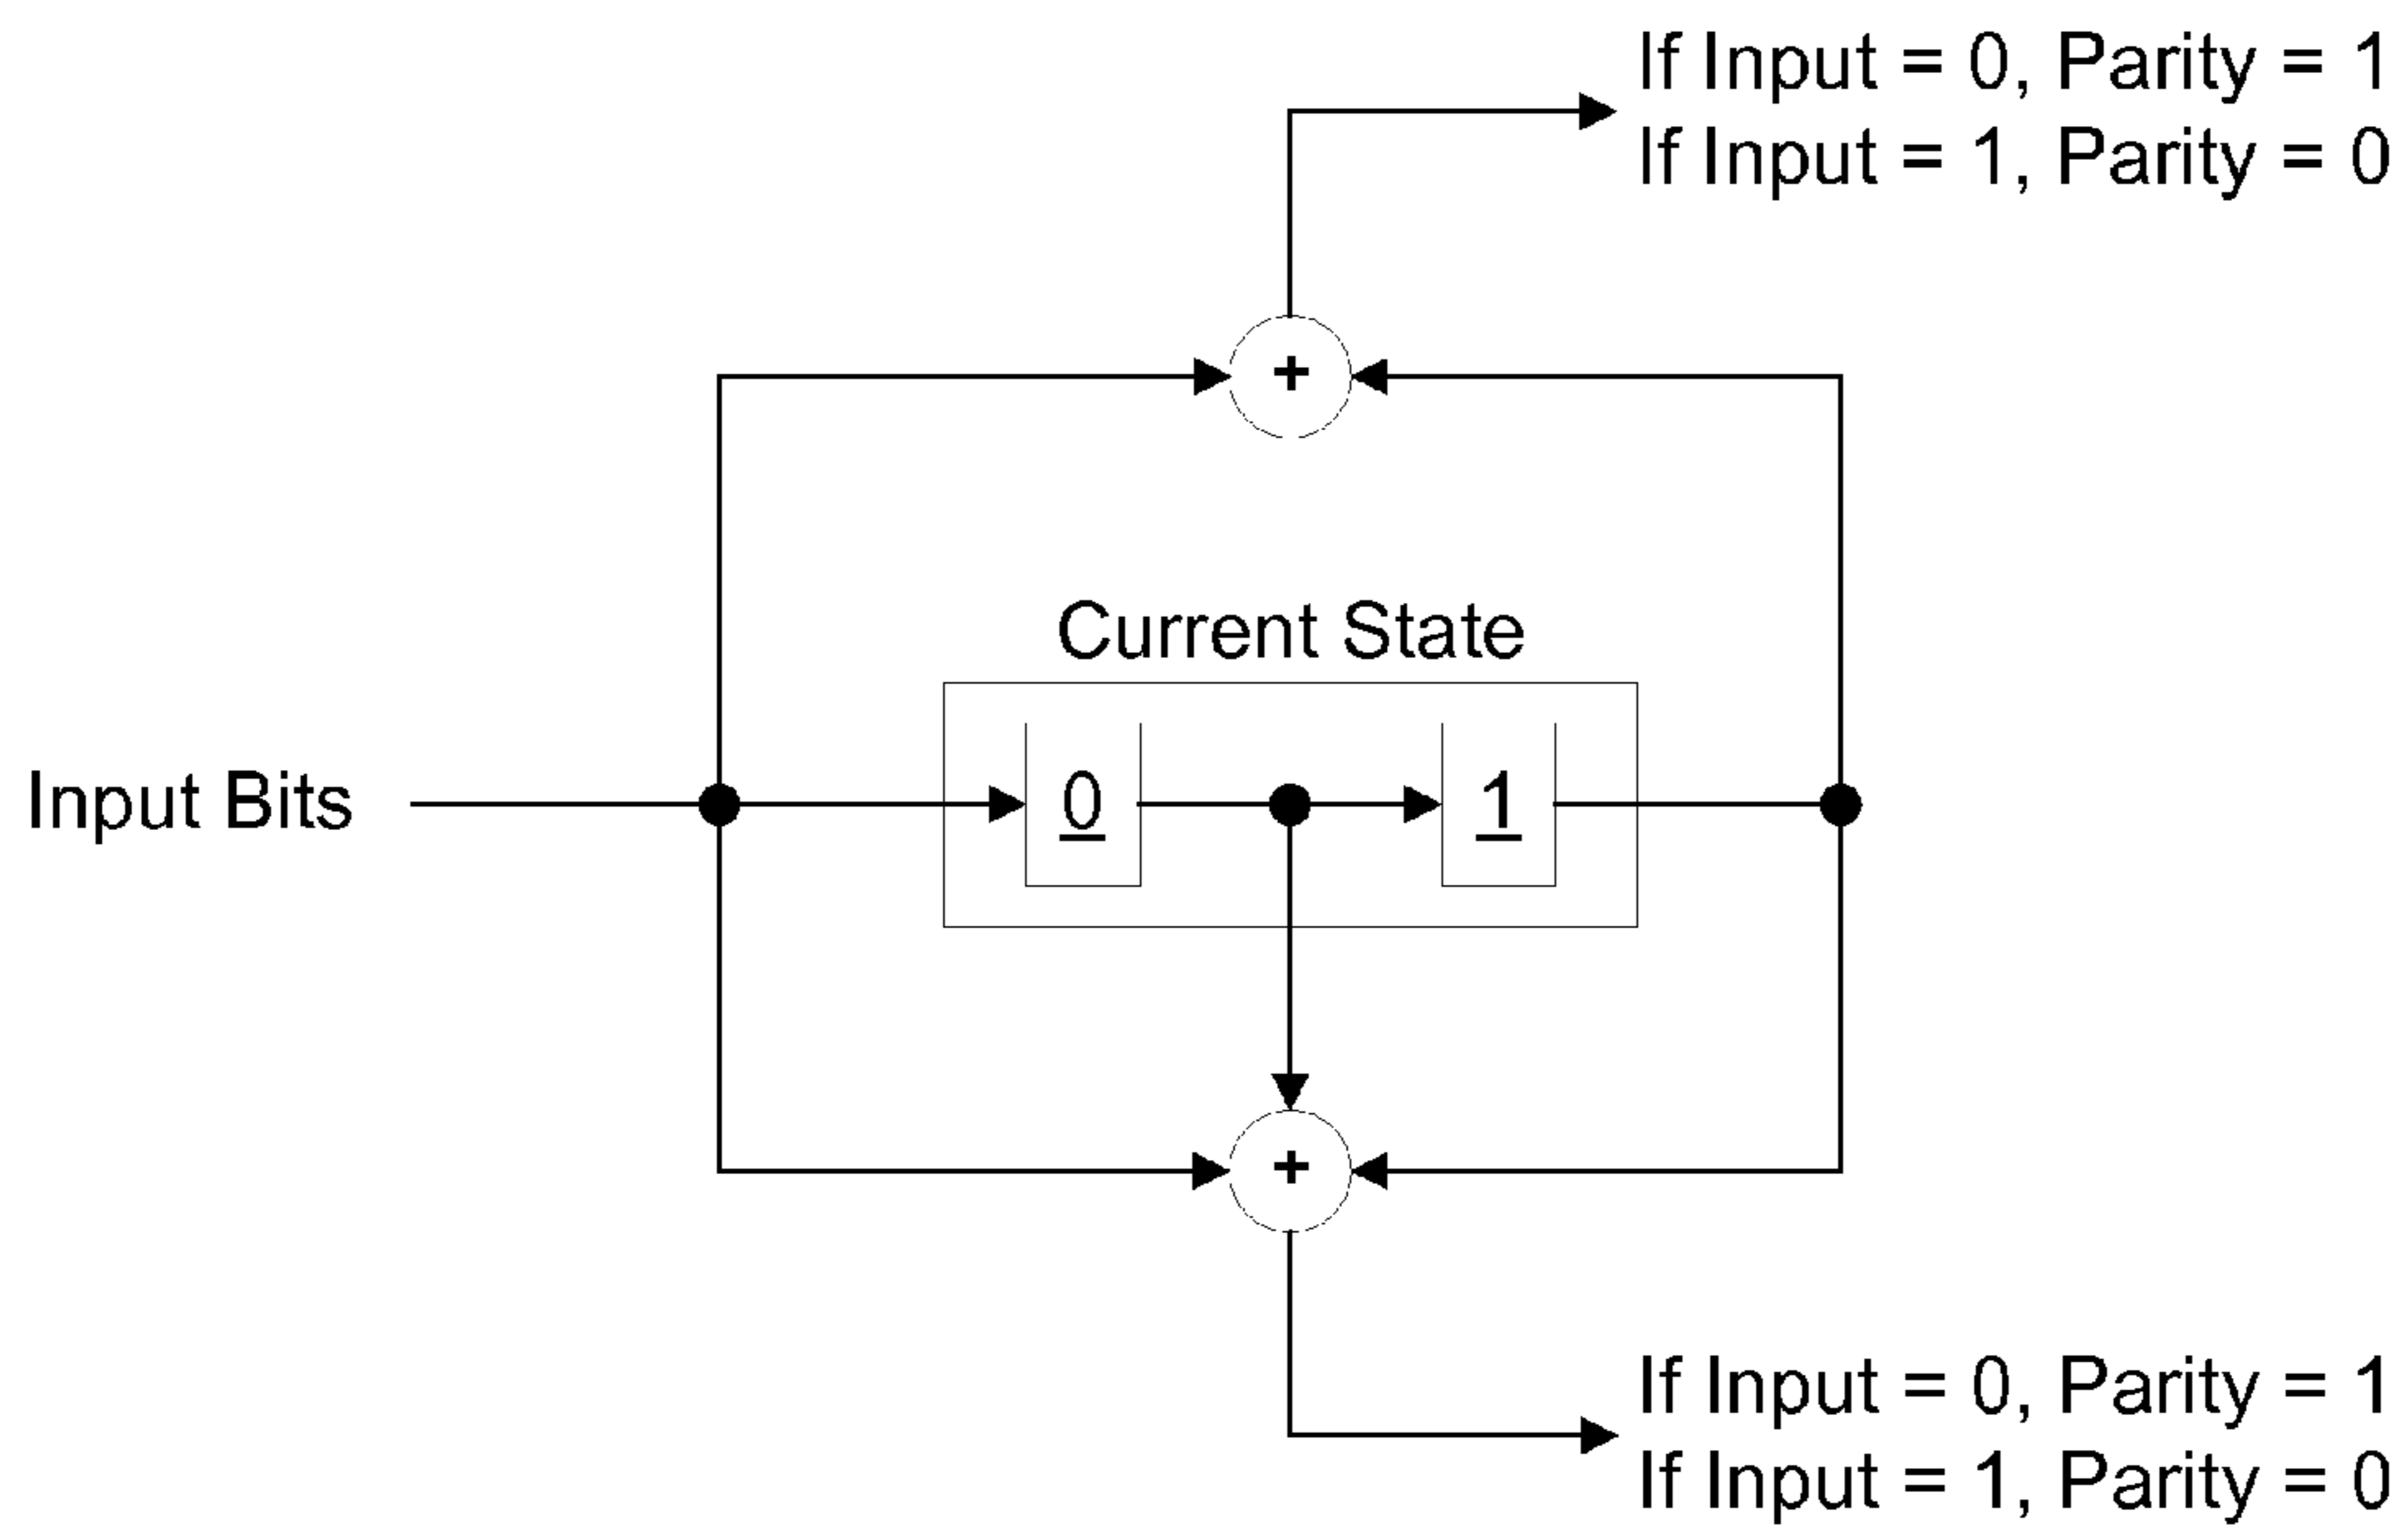 If Input = 0, Parity = 1
If Input = 1, Parity = 0
+
Current State
Input Bits
0
1
+
If Input = 0, Parity = 1
If Input = 1, Parity = 0